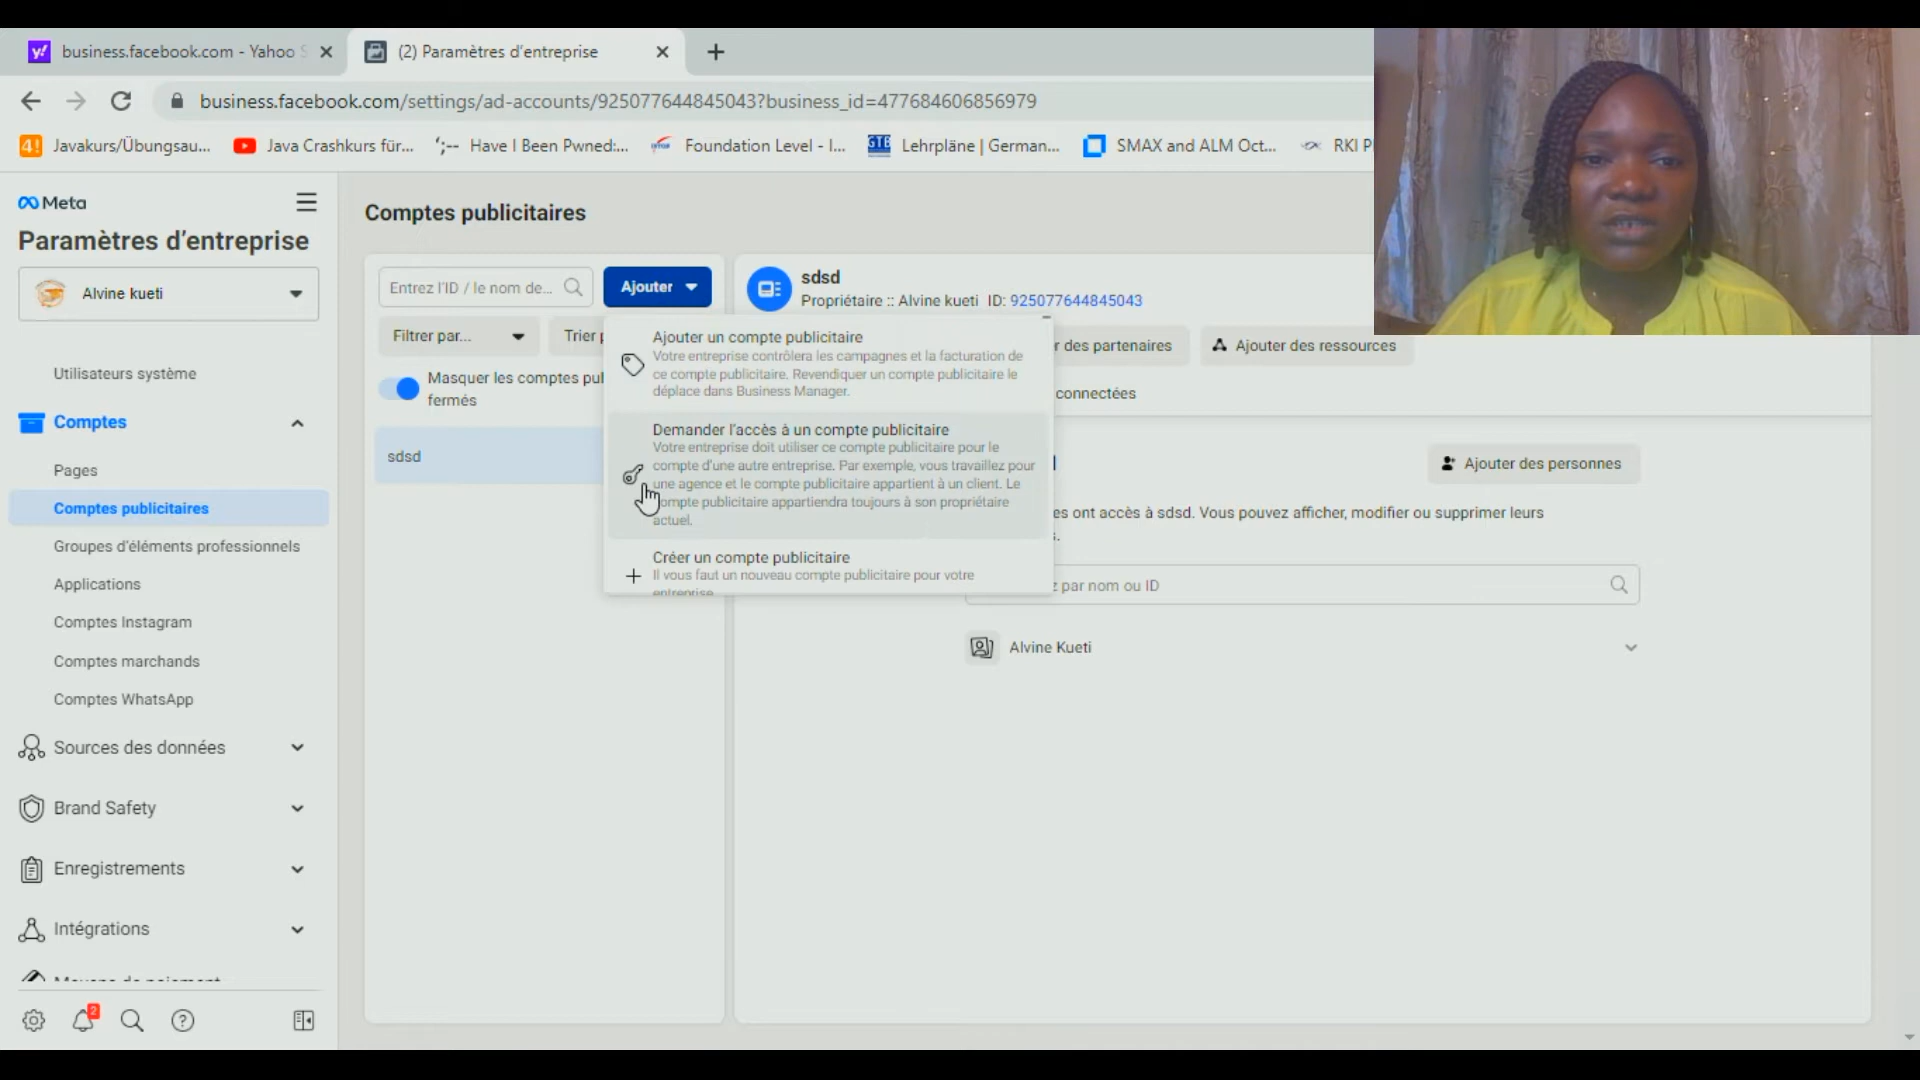 business.facebook.com - Yahoo S
(2) Paramètres d'entreprise
business.facebook.com/settings/ad-accounts/925077644845043?business_id=477684606856979
Javakurs/Übungsau...
Java Crashkurs für...
Have I Been Pwned:...
Foundation Level - I...
Lehrpläne | German...
SMAX and ALM Oct...
RKI P
Meta
Paramètres d'entreprise
Alvine kueti
Utilisateurs système
Comptes
Pages
Comptes publicitaires
Groupes d'éléments professionnels
Applications
Comptes Instagram
Comptes marchands
Comptes WhatsApp
Sources des données
Brand Safety
Enregistrements
Intégrations
2
Comptes publicitaires
Entrez l'ID / le nom de...
Ajouter
Filtrer par...
Trier p
Masquer les comptes pub
fermés
sdsd
Ajouter un compte publicitaire
Votre entreprise contrôlera les campagnes et la facturation de
ce compte publicitaire. Revendiquer un compte publicitaire le
déplace dans Business Manager.
Demander l'accès à un compte publicitaire
Votre entreprise doit utiliser ce compte publicitaire pour le
compte d'une autre entreprise. Par exemple, vous travaillez pour
une agence et le compte publicitaire appartient à un client. Le
compte publicitaire appartiendra toujours à son propriétaire
actuel.
Créer un compte publicitaire
Il vous faut un nouveau compte publicitaire pour votre
entreprise
sdsd
Propriétaire :: Alvine kueti ID: 925077644845043
r des partenaires
Ajouter des ressources
connectées
Ajouter des personnes
es ont accès à sdsd. Vous pouvez afficher, modifier ou supprimer leurs
s.
z par nom ou ID
Alvine Kueti